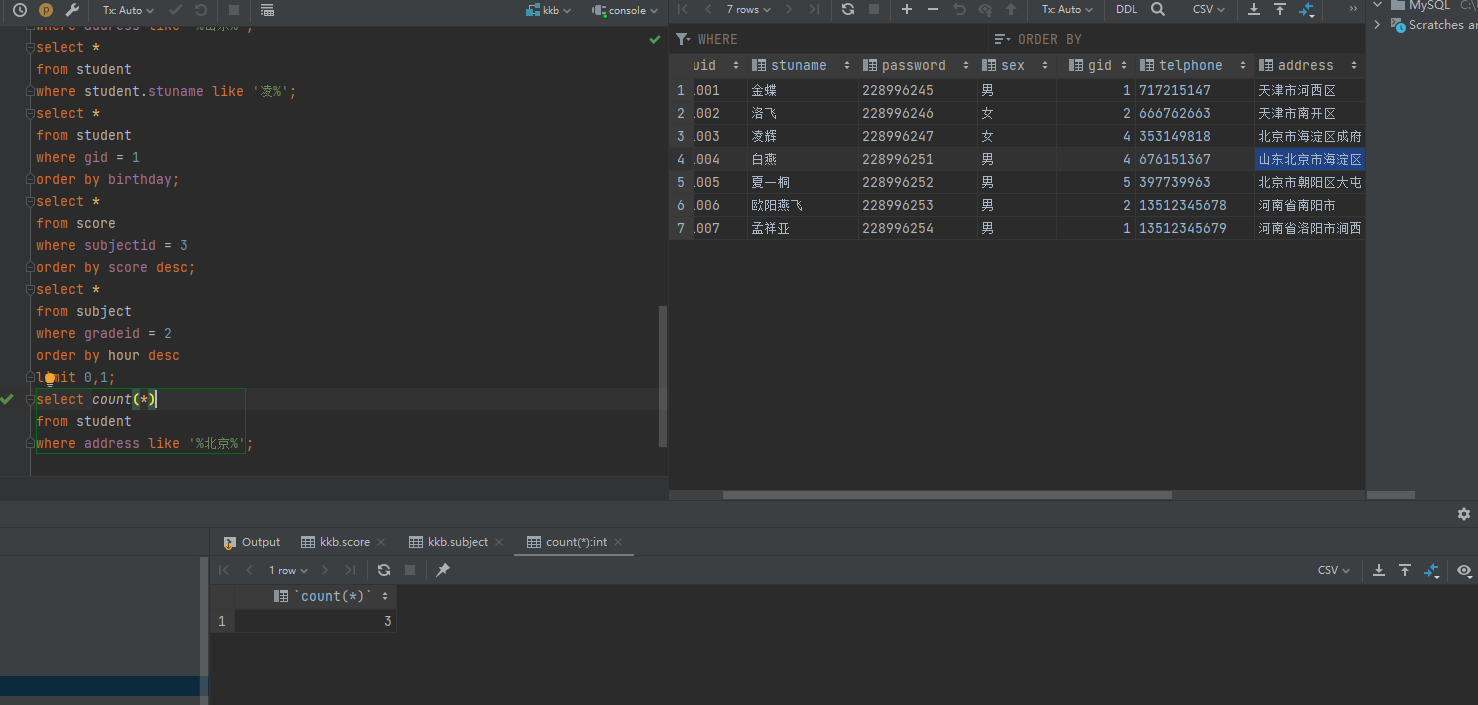 Tx: Auto
kkb
console
7 rows
Tx: Auto
DDL
CSV
»
MySQL
Scratches an
select *
from student
where student.stuname like '凌%';
select *
from student
where gid = 1
order by birthday;
select *
from score
where subjectid = 3
order by score desc;
select *
from subject
where gradeid = 2
order by hour desc
limit 0,1;
select count(*)
from student
where address like '%北京%';
WHERE ORDER BY
uid stuname password sex gid telphone address
1 .001 金蝶 228996245 男 1 717215147 天津市河西区
2 .002 洛飞 228996246 女 2 666762663 天津市南开区
3 .003 凌辉 228996247 女 4 353149818 北京市海淀区成府
4 .004 白燕 228996251 男 4 676151367 山东北京市海淀区
5 .005 夏一桐 228996252 男 5 397739963 北京市朝阳区大屯
6 .006 欧阳燕飞 228996253 男 2 13512345678 河南省南阳市
7 .007 孟祥亚 228996254 男 1 13512345679 河南省洛阳市涧西
Output kkb.score kkb.subject count(*):int
1 row CSV
`count(*)`
1 3